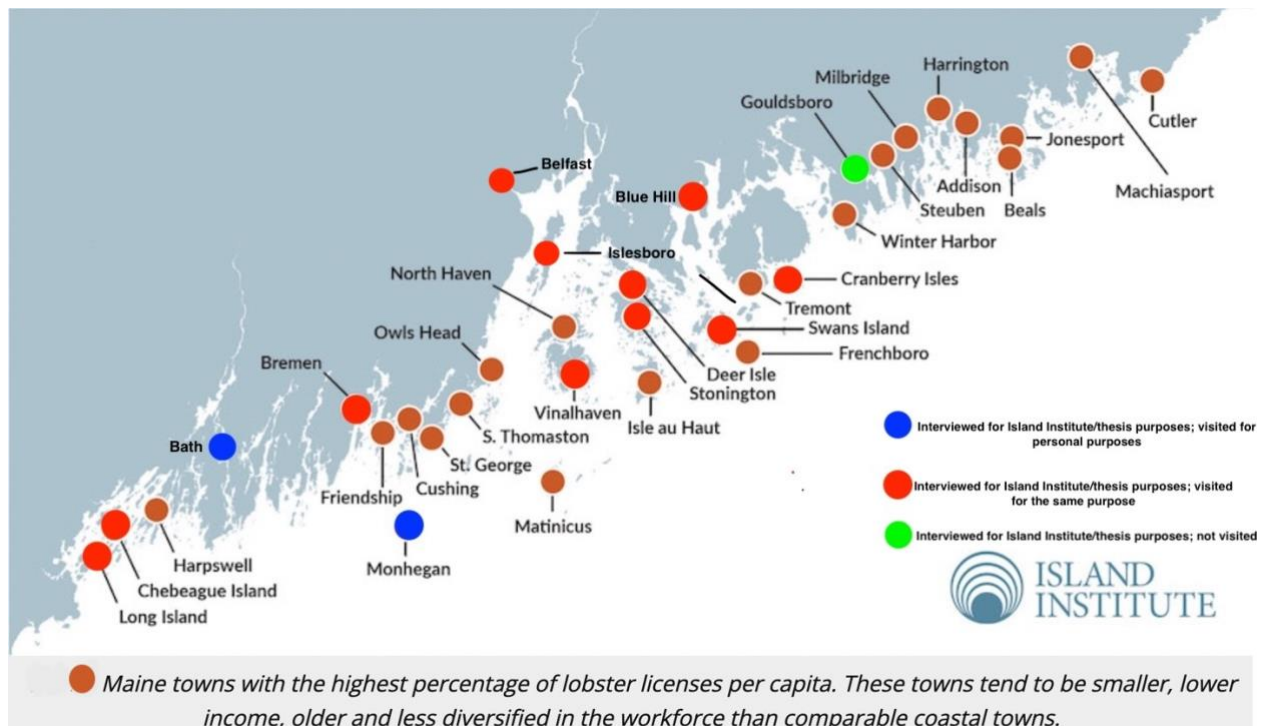 Harrington
Milbridge
Gouldsboro
Cutler
Jonesport
Belfast
Addison
Machiasport
Blue Hill
Steuben
Beals
Winter Harbor
Islesboro
North Haven
Cranberry Isles
Tremont
Owls Head
Swans Island
Frenchboro
Bremen
Deer Isle
Stonington
Vinalhaven
Isle au Haut
S. Thomaston
Bath
St. George
Cushing
Friendship
Matinicus
Monhegan
Harpswell
Chebeague Island
Long Island
Interviewed for Island Institute/thesis purposes; visited for
personal purposes
Interviewed for Island Institute/thesis purposes; visited
for the same purpose
Interviewed for Island Institute/thesis purposes; not visited
ISLAND
INSTITUTE
Maine towns with the highest percentage of lobster licenses per capita. These towns tend to be smaller, lower
income, older and less diversified in the workforce than comparable coastal towns.